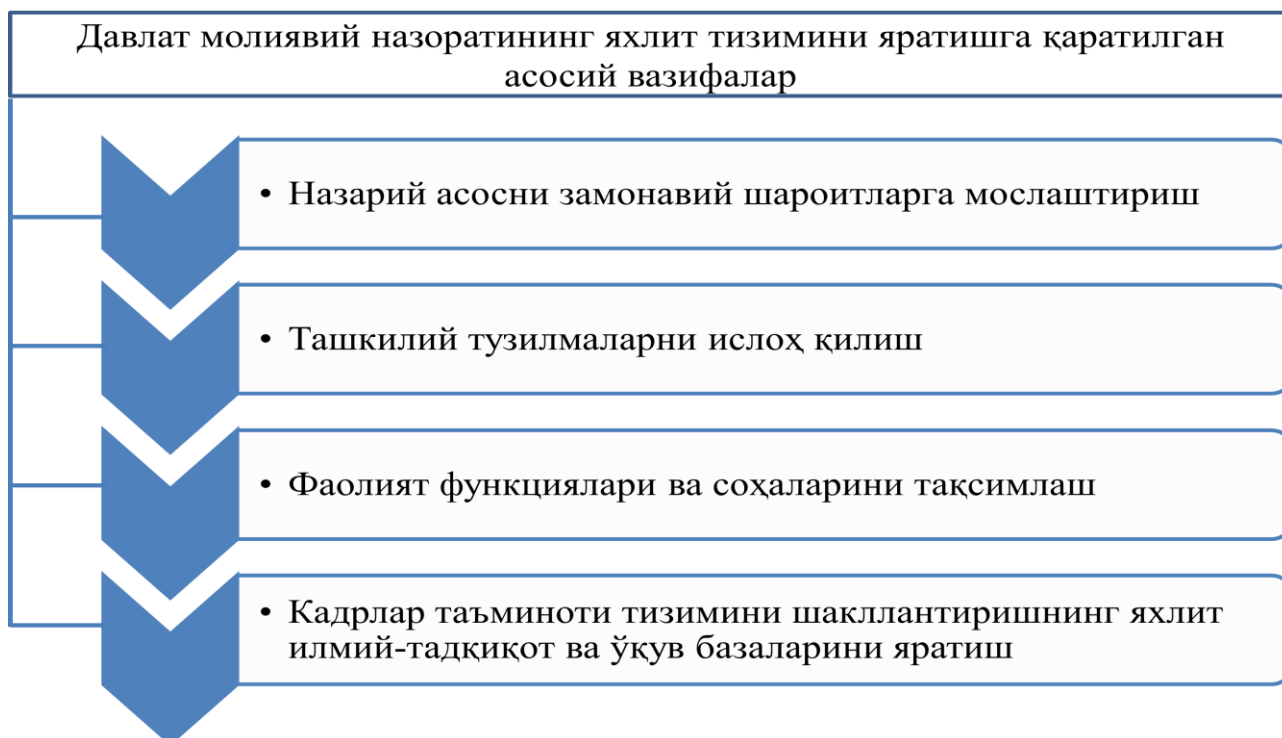 Давлат молиявий назоратининг яхлит тизимини яратишга қаратилган
асосий вазифалар
• Назарий асосни замонавий шароитларга мослаштириш
• Ташкилий тузилмаларни ислоҳ қилиш
• Фаолият функциялари ва соҳаларини тақсимлаш
• Кадрлар таъминоти тизимини шакллантиришнинг яхлит
илмий-тадқиқот ва ўқув базаларини яратиш